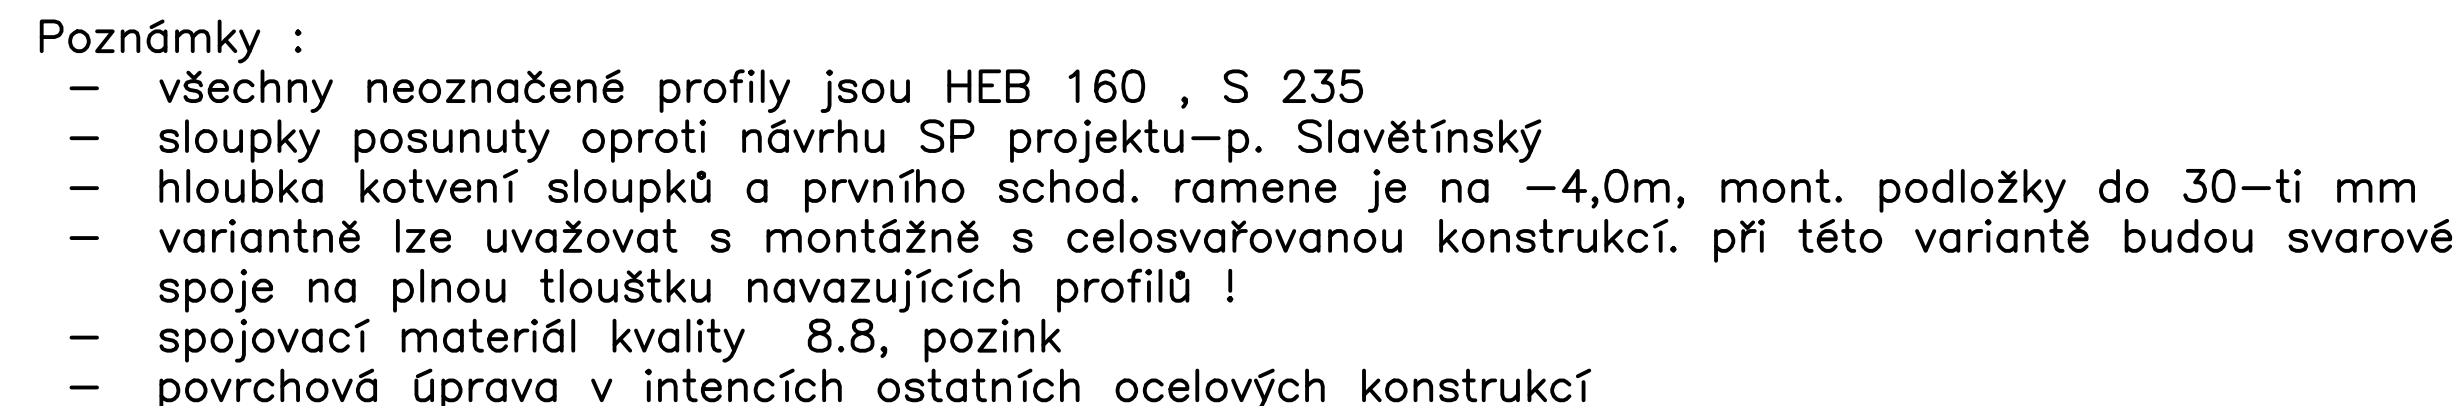 Poznámky :
– všechny neoznačené profily jsou HEB 160 , S 235
– sloupky posunuty oproti návrhu SP projektu–p. Slavětínský
– hloubka kotvení sloupků a prvního schod. ramene je na –4,0m, mont. podložky do 30–ti mm
– variantně lze uvažovat s montážně s celosvařovanou konstrukcí. při této variantě budou svarové
spoje na plnou tlouštku navazujících profilů !
– spojovací materiál kvality 8.8, pozink
– povrchová úprava v intencích ostatních ocelových konstrukcí